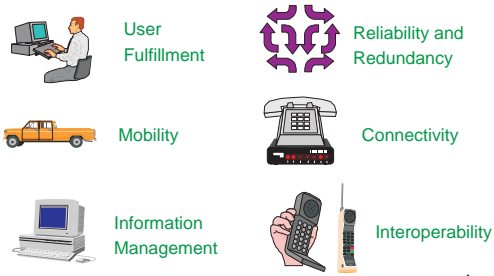 User
Fulfillment
Reliability and
Redundancy
Mobility
Connectivity
Information
Management
Interoperability